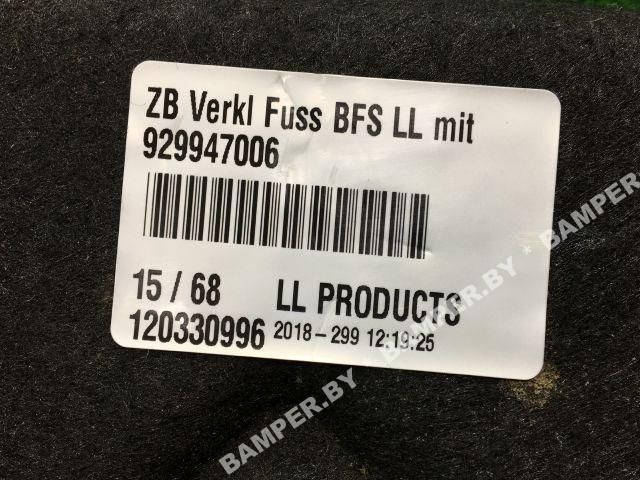 ZB Verkl Fuss BFS LL mit
929947006
15 / 68 LL PRODUCTS
120330996 2018-299 12:19:25
BAMPER.BY * BAMPER.BY * BAMPER.BY